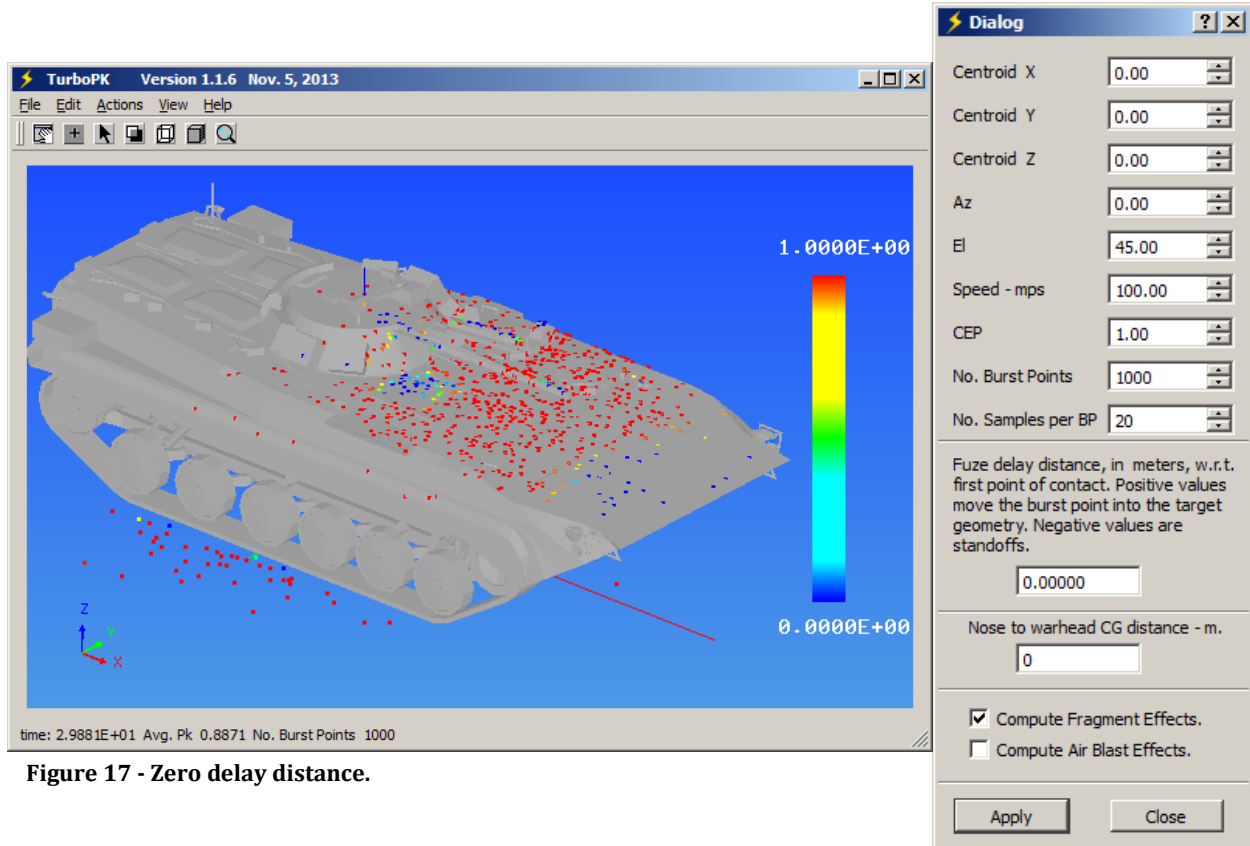 TurboPK Version 1.1.6 Nov. 5, 2013
File Edit Actions View Help
1.0000E+00
0.0000E+00
Z
Y
X
time: 2.9881E+01 Avg. Pk 0.8871 No. Burst Points 1000
Figure 17 - Zero delay distance.
Dialog
Centroid X 0.00
Centroid Y 0.00
Centroid Z 0.00
Az 0.00
El 45.00
Speed - mps 100.00
CEP 1.00
No. Burst Points 1000
No. Samples per BP 20
Fuze delay distance, in meters, w.r.t.
first point of contact. Positive values
move the burst point into the target
geometry. Negative values are
standoffs.
0.00000
Nose to warhead CG distance - m.
0
Compute Fragment Effects.
Compute Air Blast Effects.
Apply Close